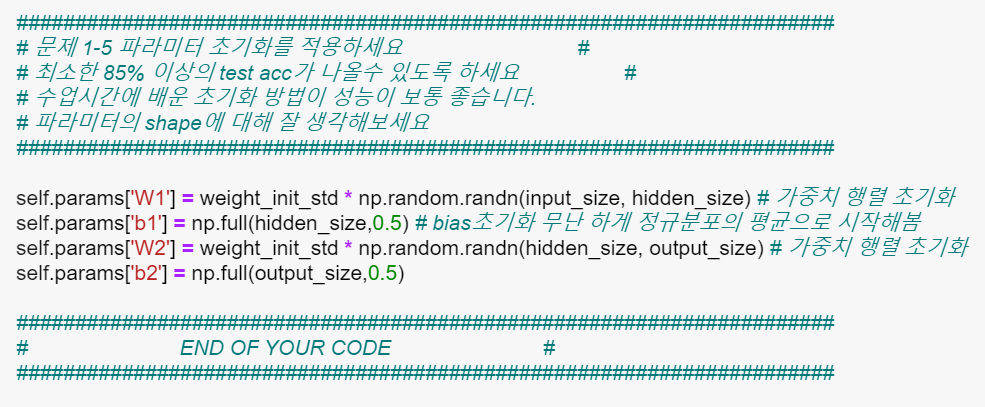 ######################################################################
# 문제 1-5 파라미터 초기화를 적용하세요 #
# 최소한 85% 이상의 test acc가 나올수 있도록 하세요 #
# 수업시간에 배운 초기화 방법이 성능이 보통 좋습니다.
# 파라미터의 shape에 대해 잘 생각해보세요
######################################################################
self.params['W1'] = weight_init_std * np.random.randn(input_size, hidden_size) # 가중치 행렬 초기화
self.params['b1'] = np.full(hidden_size,0.5) # bias초기화 무난 하게 정규분포의 평균으로 시작해봄
self.params['W2'] = weight_init_std * np.random.randn(hidden_size, output_size) # 가중치 행렬 초기화
self.params['b2'] = np.full(output_size,0.5)
######################################################################
# END OF YOUR CODE #
######################################################################